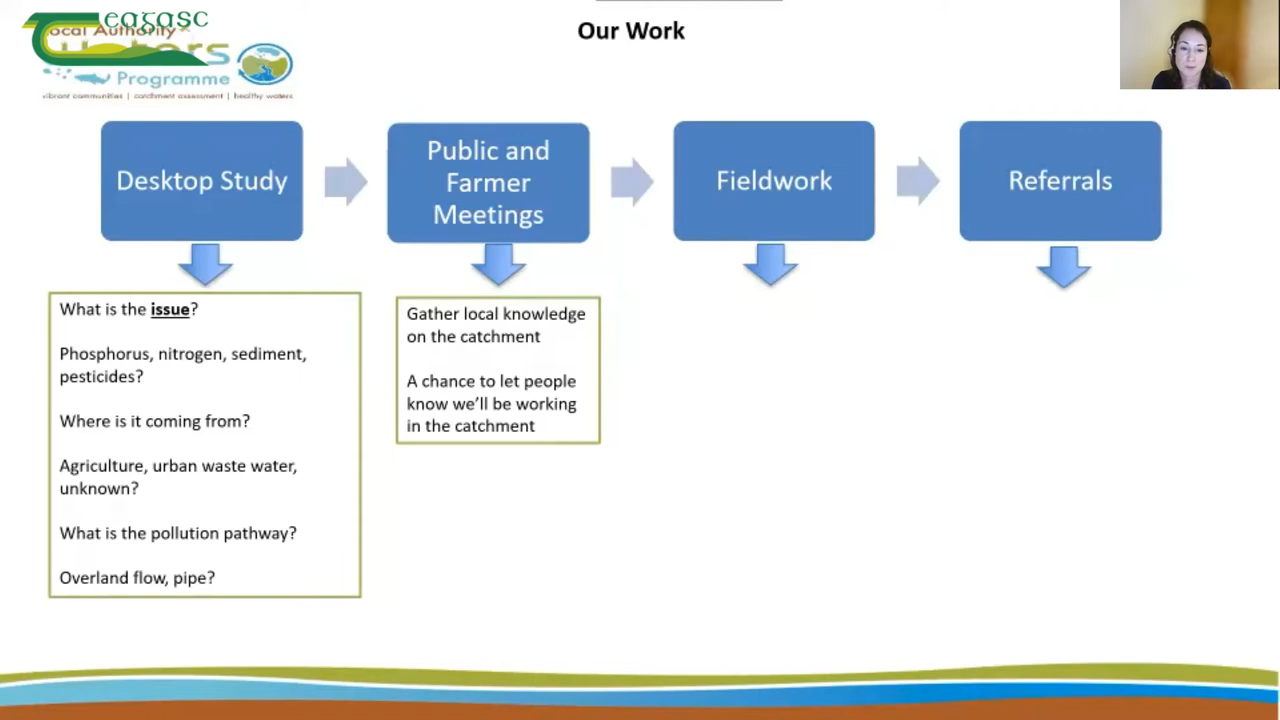 eagasc
ocal Authority
Waters
Programme
vibrant communities | catchment assessment | healthy waters
Our Work
Desktop Study
Public and
Farmer
Meetings
Fieldwork
Referrals
What is the issue?
Phosphorus, nitrogen, sediment,
pesticides?
Where is it coming from?
Agriculture, urban waste water,
unknown?
What is the pollution pathway?
Overland flow, pipe?
Gather local knowledge
on the catchment
A chance to let people
know we’ll be working
in the catchment